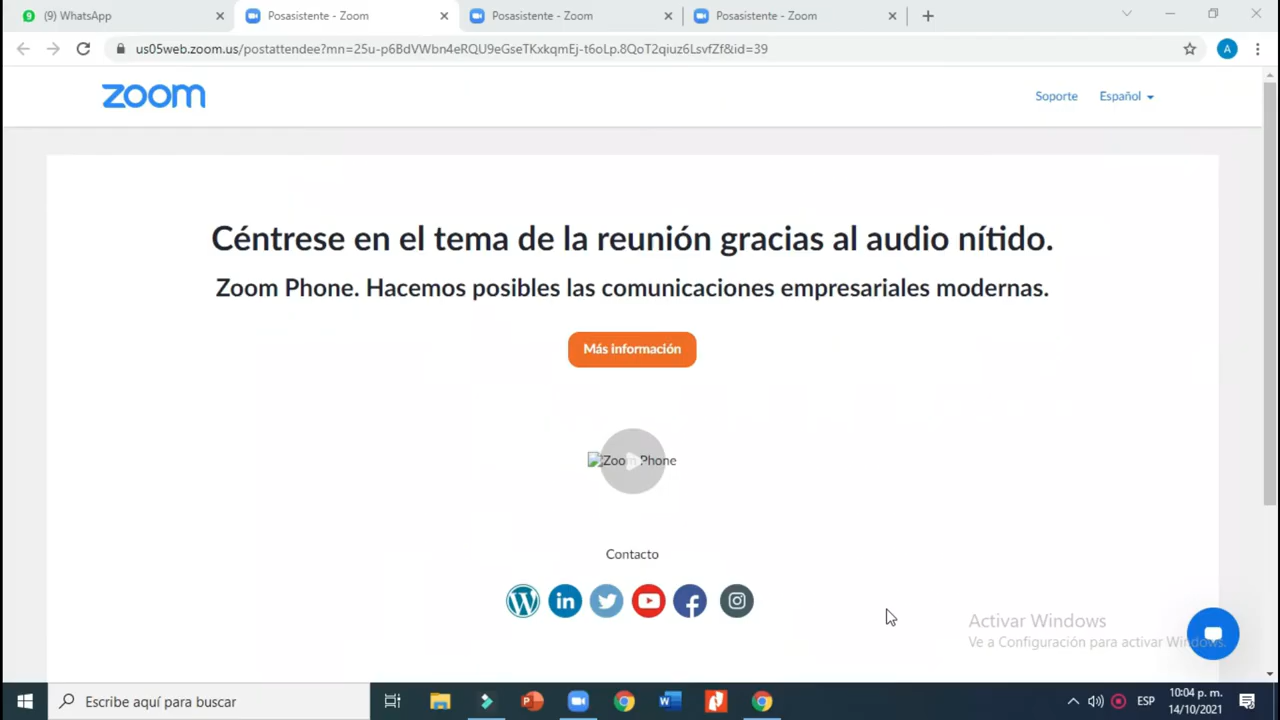 (9) WhatsApp
Posasistente - Zoom
Posasistente - Zoom
Posasistente - Zoom
us05web.zoom.us/postattendee?mn=25u-p6BdVWbn4eRQU9eGseTKxkqmEj-t6oLp.8QoT2qiuz6LsvfZf&id=39
A
zoom
Soporte
Español
Céntrese en el tema de la reunión gracias al audio nítido.
Zoom Phone. Hacemos posibles las comunicaciones empresariales modernas.
Más información
Zoom Phone
Contacto
Activar Windows
Ve a Configuración para activar Windows.
Escribe aquí para buscar
ESP
10:04 p. m.
14/10/2021